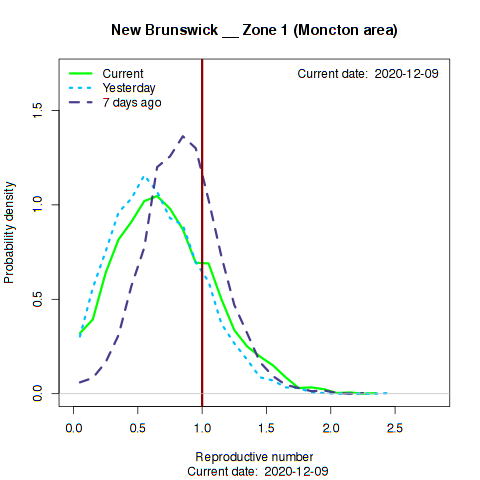 New Brunswick __ Zone 1 (Moncton area)
Current
Yesterday
7 days ago
Current date:  2020-12-09
Probability density
0.0
0.5
1.0
1.5
0.0 0.5 1.0 1.5 2.0 2.5
Reproductive number
Current date:  2020-12-09